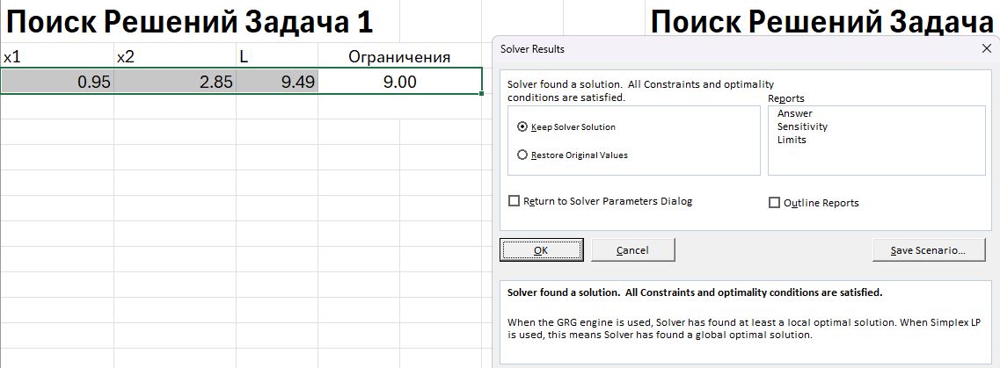 Поиск Решений Задача 1
Поиск Решений Задача
x1 x2 L Ограничения
0.95 2.85 9.49 9.00
Solver Results
Solver found a solution. All Constraints and optimality
conditions are satisfied.
Reports
Answer
Sensitivity
Limits
Keep Solver Solution
Restore Original Values
Return to Solver Parameters Dialog
Outline Reports
OK
Cancel
Save Scenario...
Solver found a solution. All Constraints and optimality conditions are satisfied.
When the GRG engine is used, Solver has found at least a local optimal solution. When Simplex LP
is used, this means Solver has found a global optimal solution.